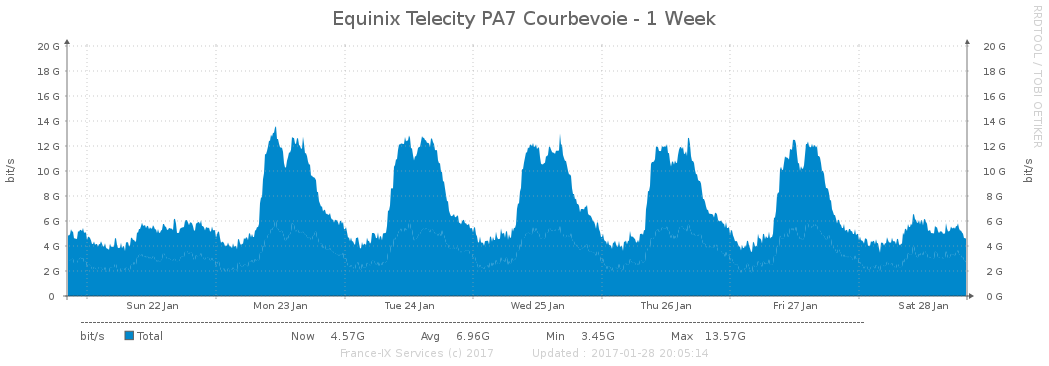 Equinix Telecity PA7 Courbevoie - 1 Week
RRDTOOL / TOBI OETIKER
20 G 20 G
18 G 18 G
16 G 16 G
14 G 14 G
12 G 12 G
10 G 10 G
8 G 8 G
6 G 6 G
4 G 4 G
2 G 2 G
0 0 G
bit/s bit/s
Sun 22 Jan Mon 23 Jan Tue 24 Jan Wed 25 Jan Thu 26 Jan Fri 27 Jan Sat 28 Jan
bit/s Total Now 4.57G Avg 6.96G Min 3.45G Max 13.57G
France-IX Services (c) 2017 Updated : 2017-01-28 20:05:14